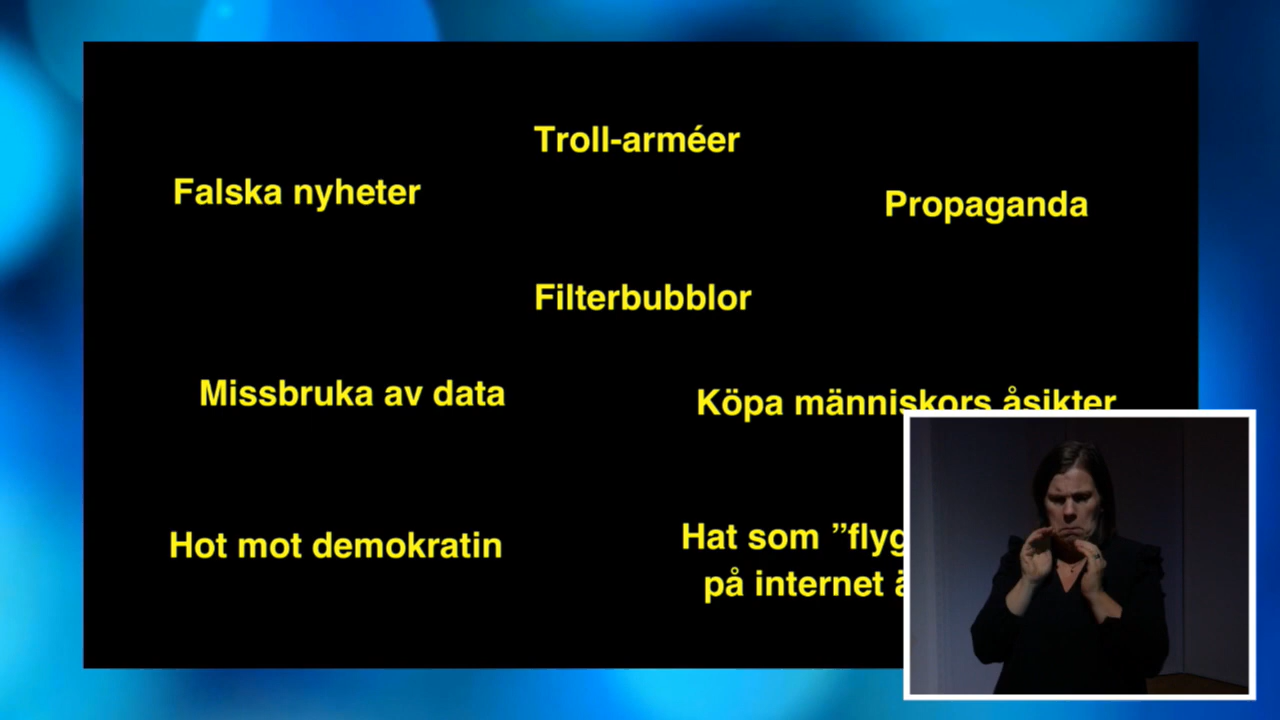 Troll-arméer
Falska nyheter
Propaganda
Filterbubblor
Missbruka av data
Köpa människors åsikter
Hot mot demokratin
Hat som ”flyg
på internet